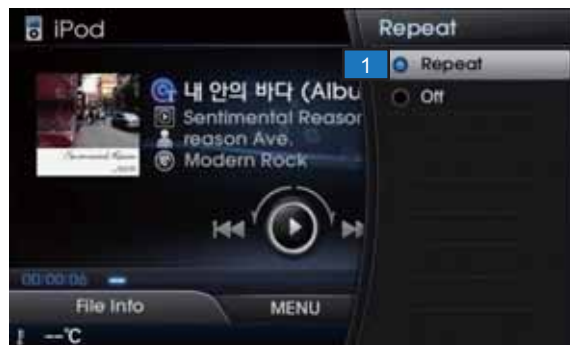 iPod
Repeat
1 Repeat
Off
내 안의 바다 (Albu
Sentimental Reasor
reason Ave.
Modern Rock
00:00:06
File Info
MENU
--°C